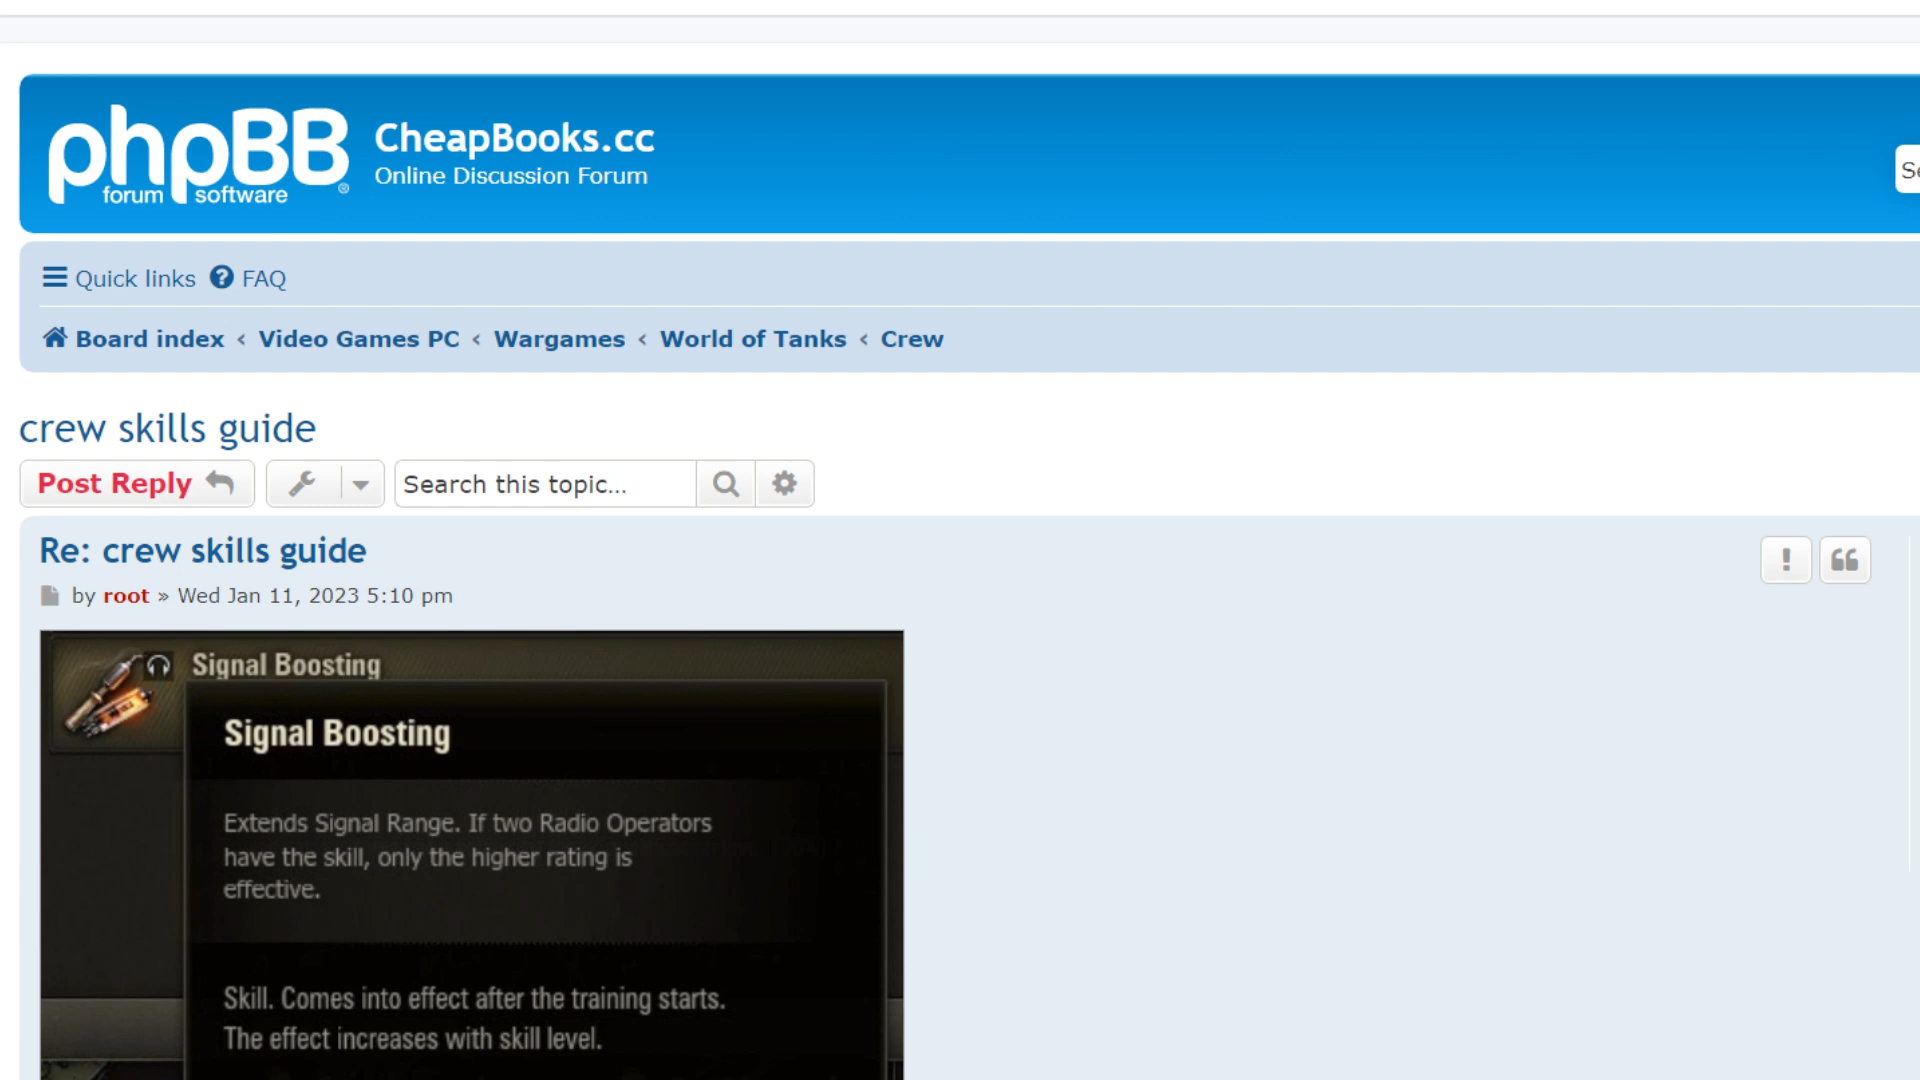 phpBB
forum software ®
CheapBooks.cc
Online Discussion Forum
Quick links FAQ
Board index ‹ Video Games PC ‹ Wargames ‹ World of Tanks ‹ Crew
crew skills guide
Post Reply
Search this topic…
Re: crew skills guide
by root » Wed Jan 11, 2023 5:10 pm
Signal Boosting
Signal Boosting
Extends Signal Range. If two Radio Operators
have the skill, only the higher rating is
effective.
Skill. Comes into effect after the training starts.
The effect increases with skill level.